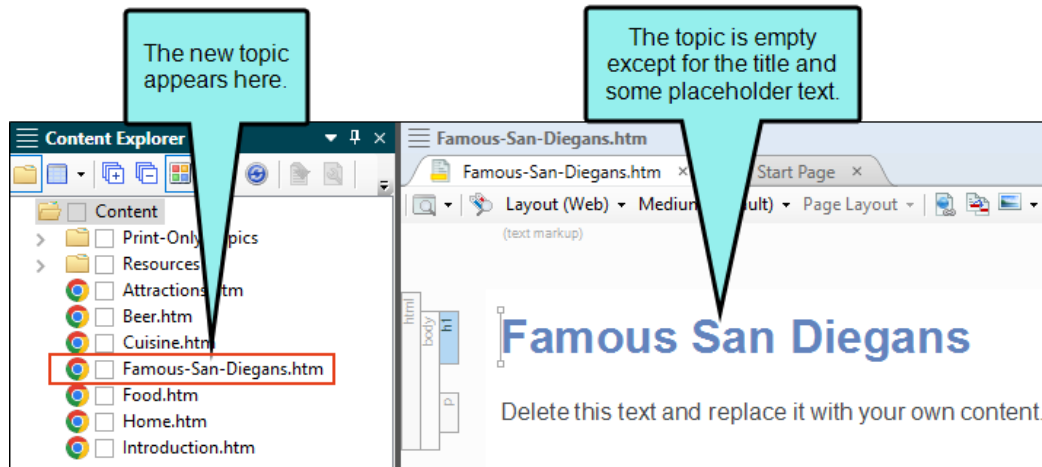 The new topic
appears here.
The topic is empty
except for the title and
some placeholder text.
Content Explorer
Famous-San-Diegans.htm
Famous-San-Diegans.htm
Start Page
Layout (Web)
Page Layout
(text markup)
Content
Print-Only
Resources
Attractions
Beer.htm
Cuisine.htm
Famous-San-Diegans.htm
Food.htm
Home.htm
Introduction.htm
html
body
h1
p
Famous San Diegans
Delete this text and replace it with your own content.